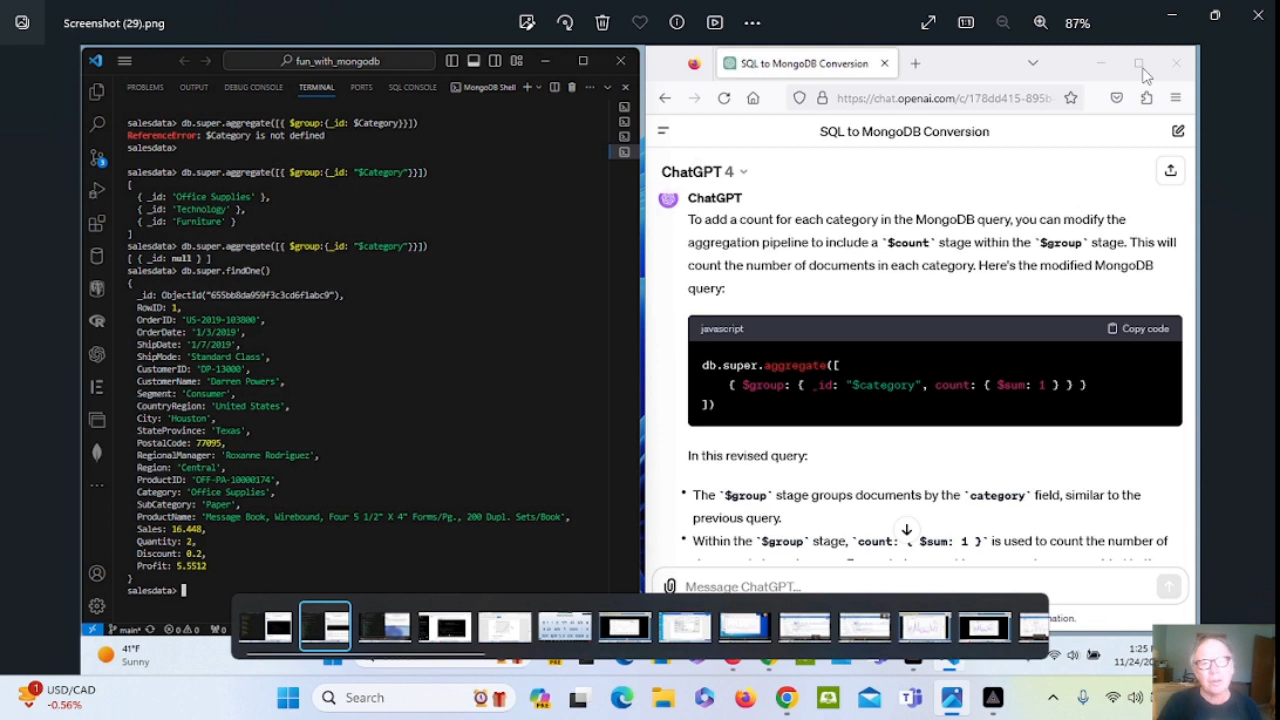 Screenshot (29).png
87%
fun_with_mongodb
PROBLEMS OUTPUT DEBUG CONSOLE TERMINAL PORTS SQL CONSOLE MongoDB Shell
salesdata> db.super.aggregate([{ $group:{_id: $Category}}])
ReferenceError: $Category is not defined
salesdata>
salesdata> db.super.aggregate([{ $group:{_id: "$Category"}}])
[
{ _id: 'Office Supplies' },
{ _id: 'Technology' },
{ _id: 'Furniture' }
]
salesdata> db.super.aggregate([{ $group:{_id: "$category"}}])
[ { _id: null } ]
salesdata> db.super.findOne()
{
_id: ObjectId("655bb8da959f3c3cd6f1abc9"),
RowID: 1,
OrderID: 'US-2019-103800',
OrderDate: '1/3/2019',
ShipDate: '1/7/2019',
ShipMode: 'Standard Class',
CustomerID: 'DP-13000',
CustomerName: 'Darren Powers',
Segment: 'Consumer',
CountryRegion: 'United States',
City: 'Houston',
StateProvince: 'Texas',
PostalCode: 77095,
RegionalManager: 'Roxanne Rodriguez',
Region: 'Central',
ProductID: 'OFF-PA-10000174',
Category: 'Office Supplies',
SubCategory: 'Paper',
ProductName: 'Message Book, Wirebound, Four 5 1/2" X 4" Forms/Pg., 200 Dupl. Sets/Book',
Sales: 16.448,
Quantity: 2,
Discount: 0.2,
Profit: 5.5512
}
salesdata>
main* 0 0 0
SQL to MongoDB Conversion
https://chat.openai.com/c/178dd415-895b-
SQL to MongoDB Conversion
ChatGPT 4
ChatGPT
To add a count for each category in the MongoDB query, you can modify the
aggregation pipeline to include a `$count` stage within the `$group` stage. This will
count the number of documents in each category. Here's the modified MongoDB
query:
javascript Copy code
db.super.aggregate([
{ $group: { _id: "$category", count: { $sum: 1 } } }
])
In this revised query:
• The `$group` stage groups documents by the `category` field, similar to the
previous query.
• Within the `$group` stage, `count: { $sum: 1 }` is used to count the number of
Message ChatGPT...
41°F
Sunny
1:25
11/24/20
USD/CAD
-0.56%
1
Search